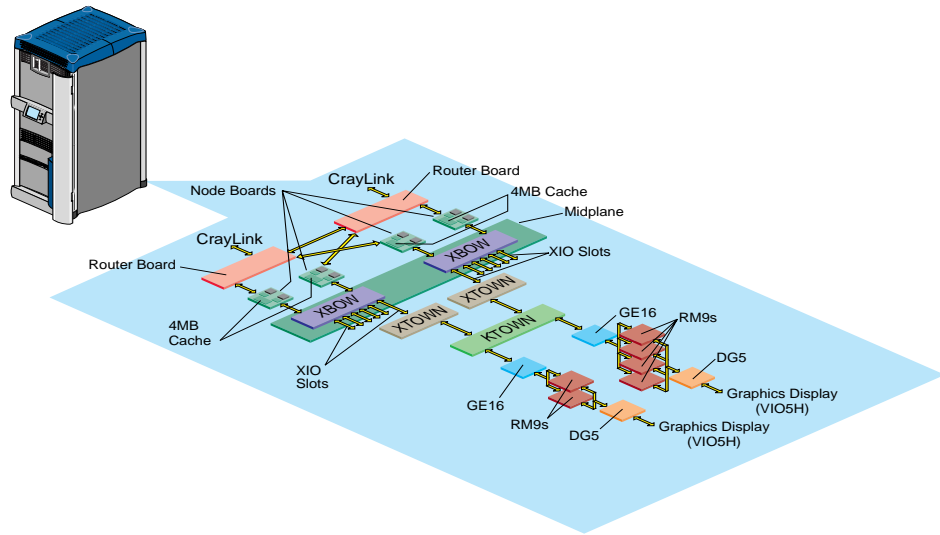 Router Board
CrayLink
4MB Cache
Node Boards
Midplane
CrayLink
XBOW
XIO Slots
Router Board
XTOWN
XBOW
GE16
RM9s
XTOWN
4MB
Cache
KTOWN
DG5
XIO
Slots
Graphics Display
(VIO5H)
GE16
RM9s
DG5
Graphics Display
(VIO5H)